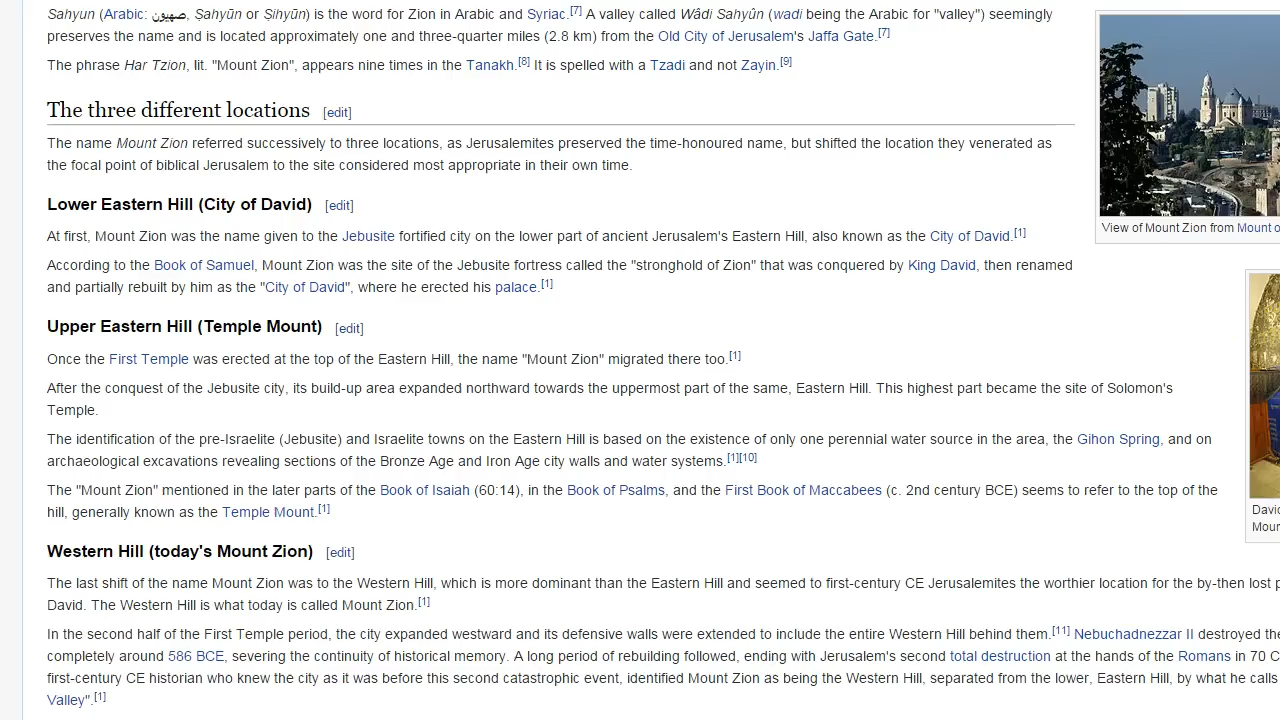 Sahyun (Arabic: صهيون, Ṣahyūn or Ṣihyūn) is the word for Zion in Arabic and Syriac.[7] A valley called Wâdi Sahyûn (wadi being the Arabic for "valley") seemingly
preserves the name and is located approximately one and three-quarter miles (2.8 km) from the Old City of Jerusalem's Jaffa Gate.[7]
The phrase Har Tzion, lit. "Mount Zion", appears nine times in the Tanakh.[8] It is spelled with a Tzadi and not Zayin.[9]
The three different locations [edit]
The name Mount Zion referred successively to three locations, as Jerusalemites preserved the time-honoured name, but shifted the location they venerated as
the focal point of biblical Jerusalem to the site considered most appropriate in their own time.
View of Mount Zion from Mount o
Lower Eastern Hill (City of David) [edit]
At first, Mount Zion was the name given to the Jebusite fortified city on the lower part of ancient Jerusalem's Eastern Hill, also known as the City of David.[1]
According to the Book of Samuel, Mount Zion was the site of the Jebusite fortress called the "stronghold of Zion" that was conquered by King David, then renamed
and partially rebuilt by him as the "City of David", where he erected his palace.[1]
Upper Eastern Hill (Temple Mount) [edit]
Once the First Temple was erected at the top of the Eastern Hill, the name "Mount Zion" migrated there too.[1]
After the conquest of the Jebusite city, its build-up area expanded northward towards the uppermost part of the same, Eastern Hill. This highest part became the site of Solomon's
Temple.
The identification of the pre-Israelite (Jebusite) and Israelite towns on the Eastern Hill is based on the existence of only one perennial water source in the area, the Gihon Spring, and on
archaeological excavations revealing sections of the Bronze Age and Iron Age city walls and water systems.[1][10]
The "Mount Zion" mentioned in the later parts of the Book of Isaiah (60:14), in the Book of Psalms, and the First Book of Maccabees (c. 2nd century BCE) seems to refer to the top of the
hill, generally known as the Temple Mount.[1]
Davi
Moun
Western Hill (today's Mount Zion) [edit]
The last shift of the name Mount Zion was to the Western Hill, which is more dominant than the Eastern Hill and seemed to first-century CE Jerusalemites the worthier location for the by-then lost p
David. The Western Hill is what today is called Mount Zion.[1]
In the second half of the First Temple period, the city expanded westward and its defensive walls were extended to include the entire Western Hill behind them.[11] Nebuchadnezzar II destroyed the
completely around 586 BCE, severing the continuity of historical memory. A long period of rebuilding followed, ending with Jerusalem's second total destruction at the hands of the Romans in 70 C
first-century CE historian who knew the city as it was before this second catastrophic event, identified Mount Zion as being the Western Hill, separated from the lower, Eastern Hill, by what he calls
Valley".[1]